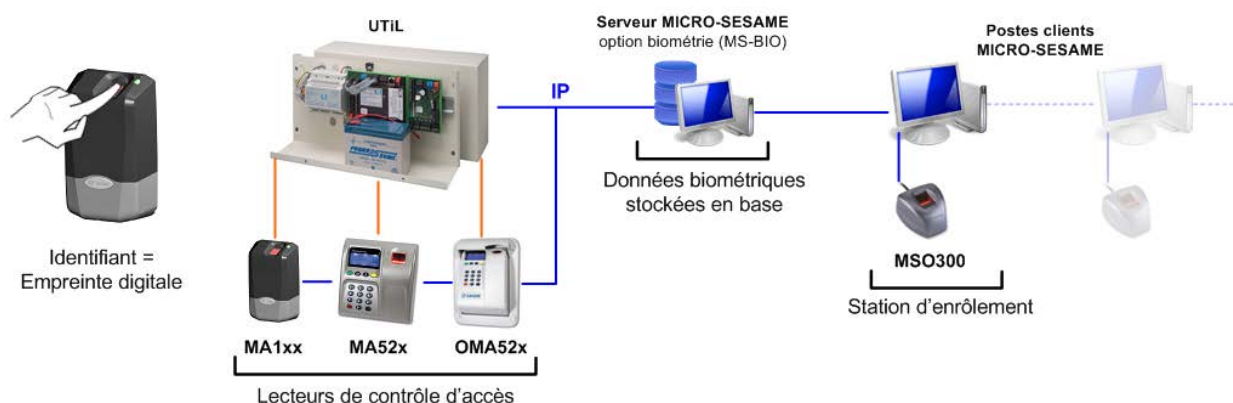 UTiL
Serveur MICRO-SESAME
option biométrie (MS-BIO)
Postes clients
MICRO-SESAME
IP
Données biométriques
stockées en base
Identifiant =
Empreinte digitale
MSO300
Station d'enrôlement
MA1xx
MA52x
OMA52x
Lecteurs de contrôle d'accès